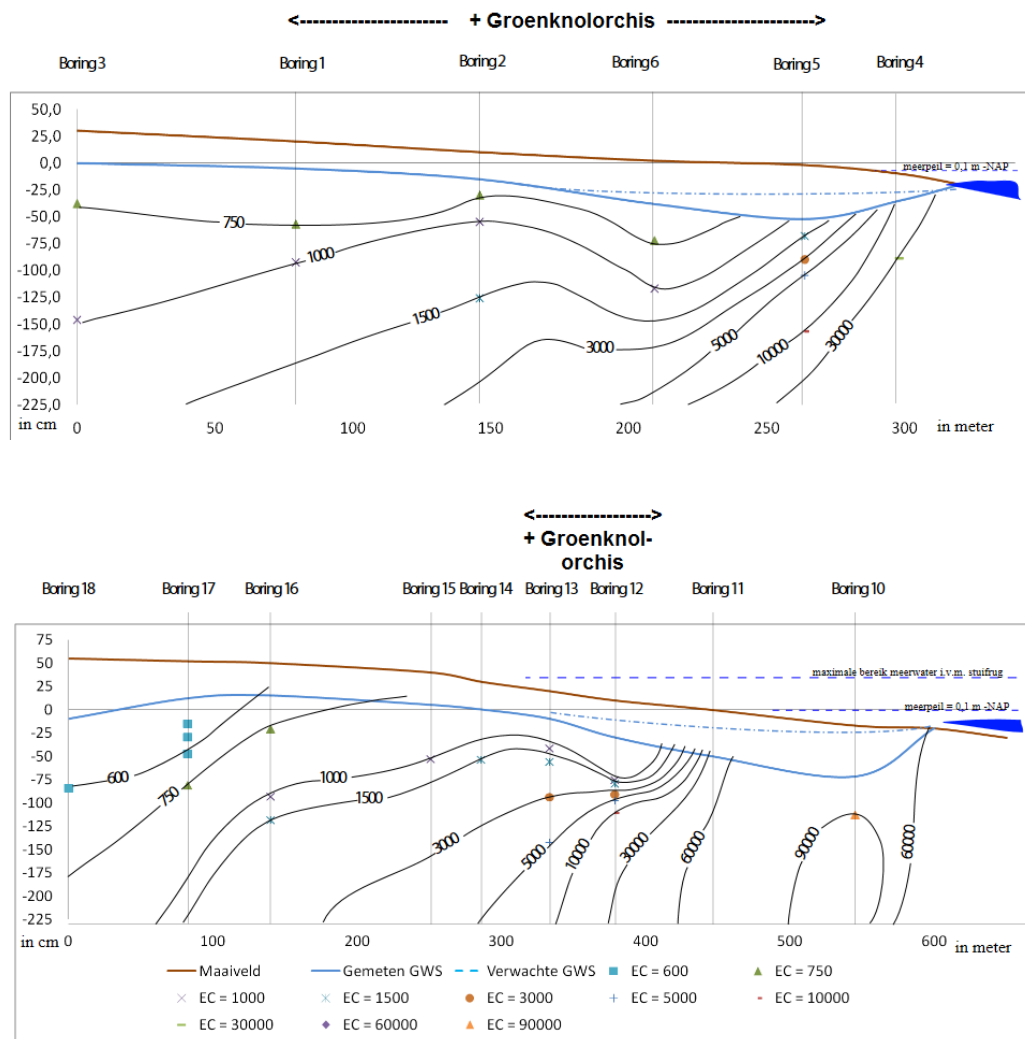 <-----------------------> + Groenknolorchis <----------------------->
Boring 3 Boring 1 Boring 2 Boring 6 Boring 5 Boring 4
50,0
25,0
0,0
-25,0
-50,0
-75,0
-100,0
-125,0
-150,0
-175,0
-200,0
-225,0
meerpeil = 0,1 m -NAP
750
1000
1500
3000
5000
10000
30000
in cm
0 50 100 150 200 250 300 in meter
<------------------->
+ Groenknol-
orchis
Boring 18 Boring 17 Boring 16 Boring 15 Boring 14 Boring 13 Boring 12 Boring 11 Boring 10
75
50
25
0
-25
-50
-75
-100
-125
-150
-175
-200
-225
maximale bereik meerwater i.v.m. stuifrug
meerpeil = 0,1 m -NAP
600
750
1000
1500
3000
5000
10000
30000
60000
90000
60000
in cm
0 100 200 300 400 500 600 in meter
Maaiveld Gemeten GWS Verwachte GWS EC = 600 EC = 750
EC = 1000 EC = 1500 EC = 3000 EC = 5000 EC = 10000
EC = 30000 EC = 60000 EC = 90000